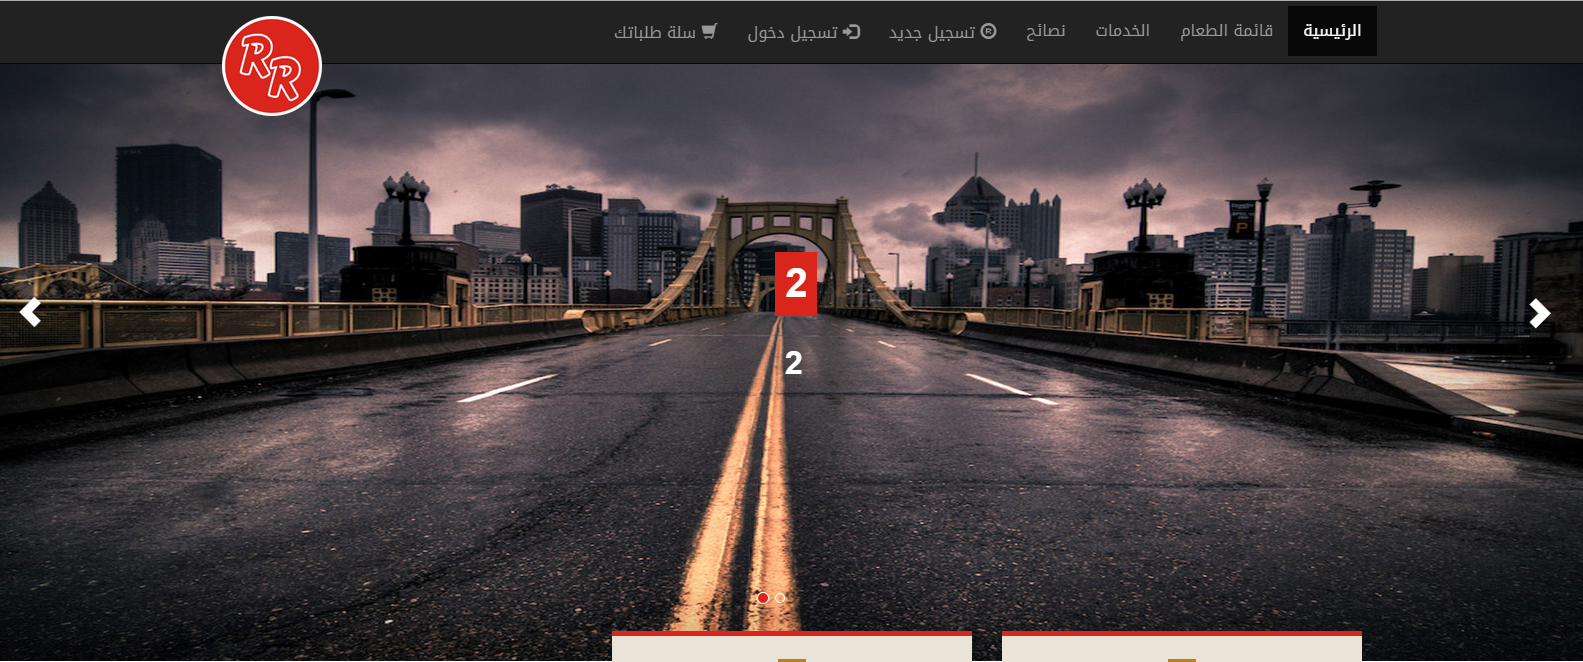 الرئيسية
قائمة الطعام
الخدمات
نصائح
تسجيل جديد
تسجيل دخول
سلة طلباتك
RR
2
2
P